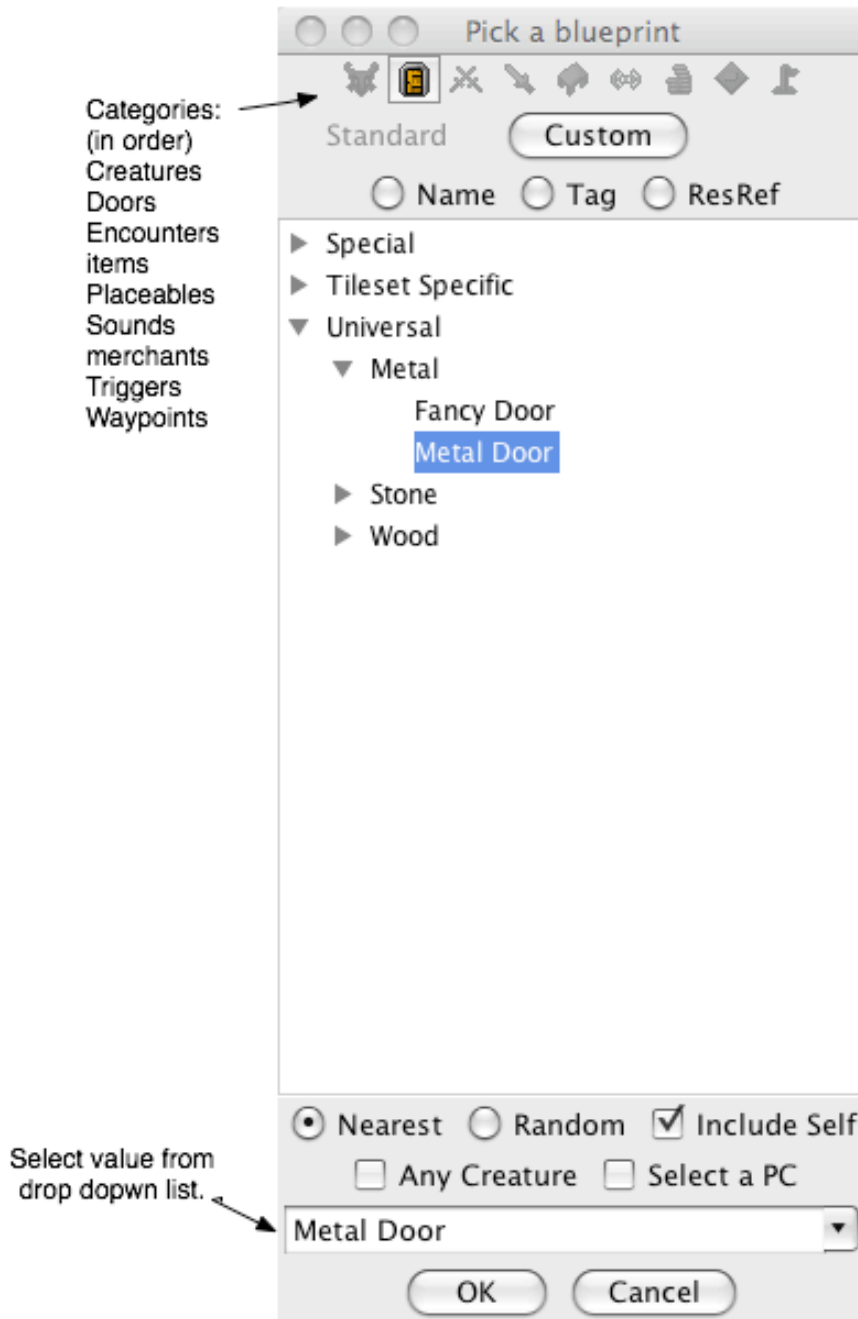 Pick a blueprint
Categories:
(in order)
Creatures
Doors
Encounters
items
Placeables
Sounds
merchants
Triggers
Waypoints
Standard Custom
Name Tag ResRef
Special
Tileset Specific
Universal
Metal
Fancy Door
Metal Door
Stone
Wood
Nearest Random Include Self
Any Creature Select a PC
Select value from
drop dopwn list.
Metal Door
OK Cancel